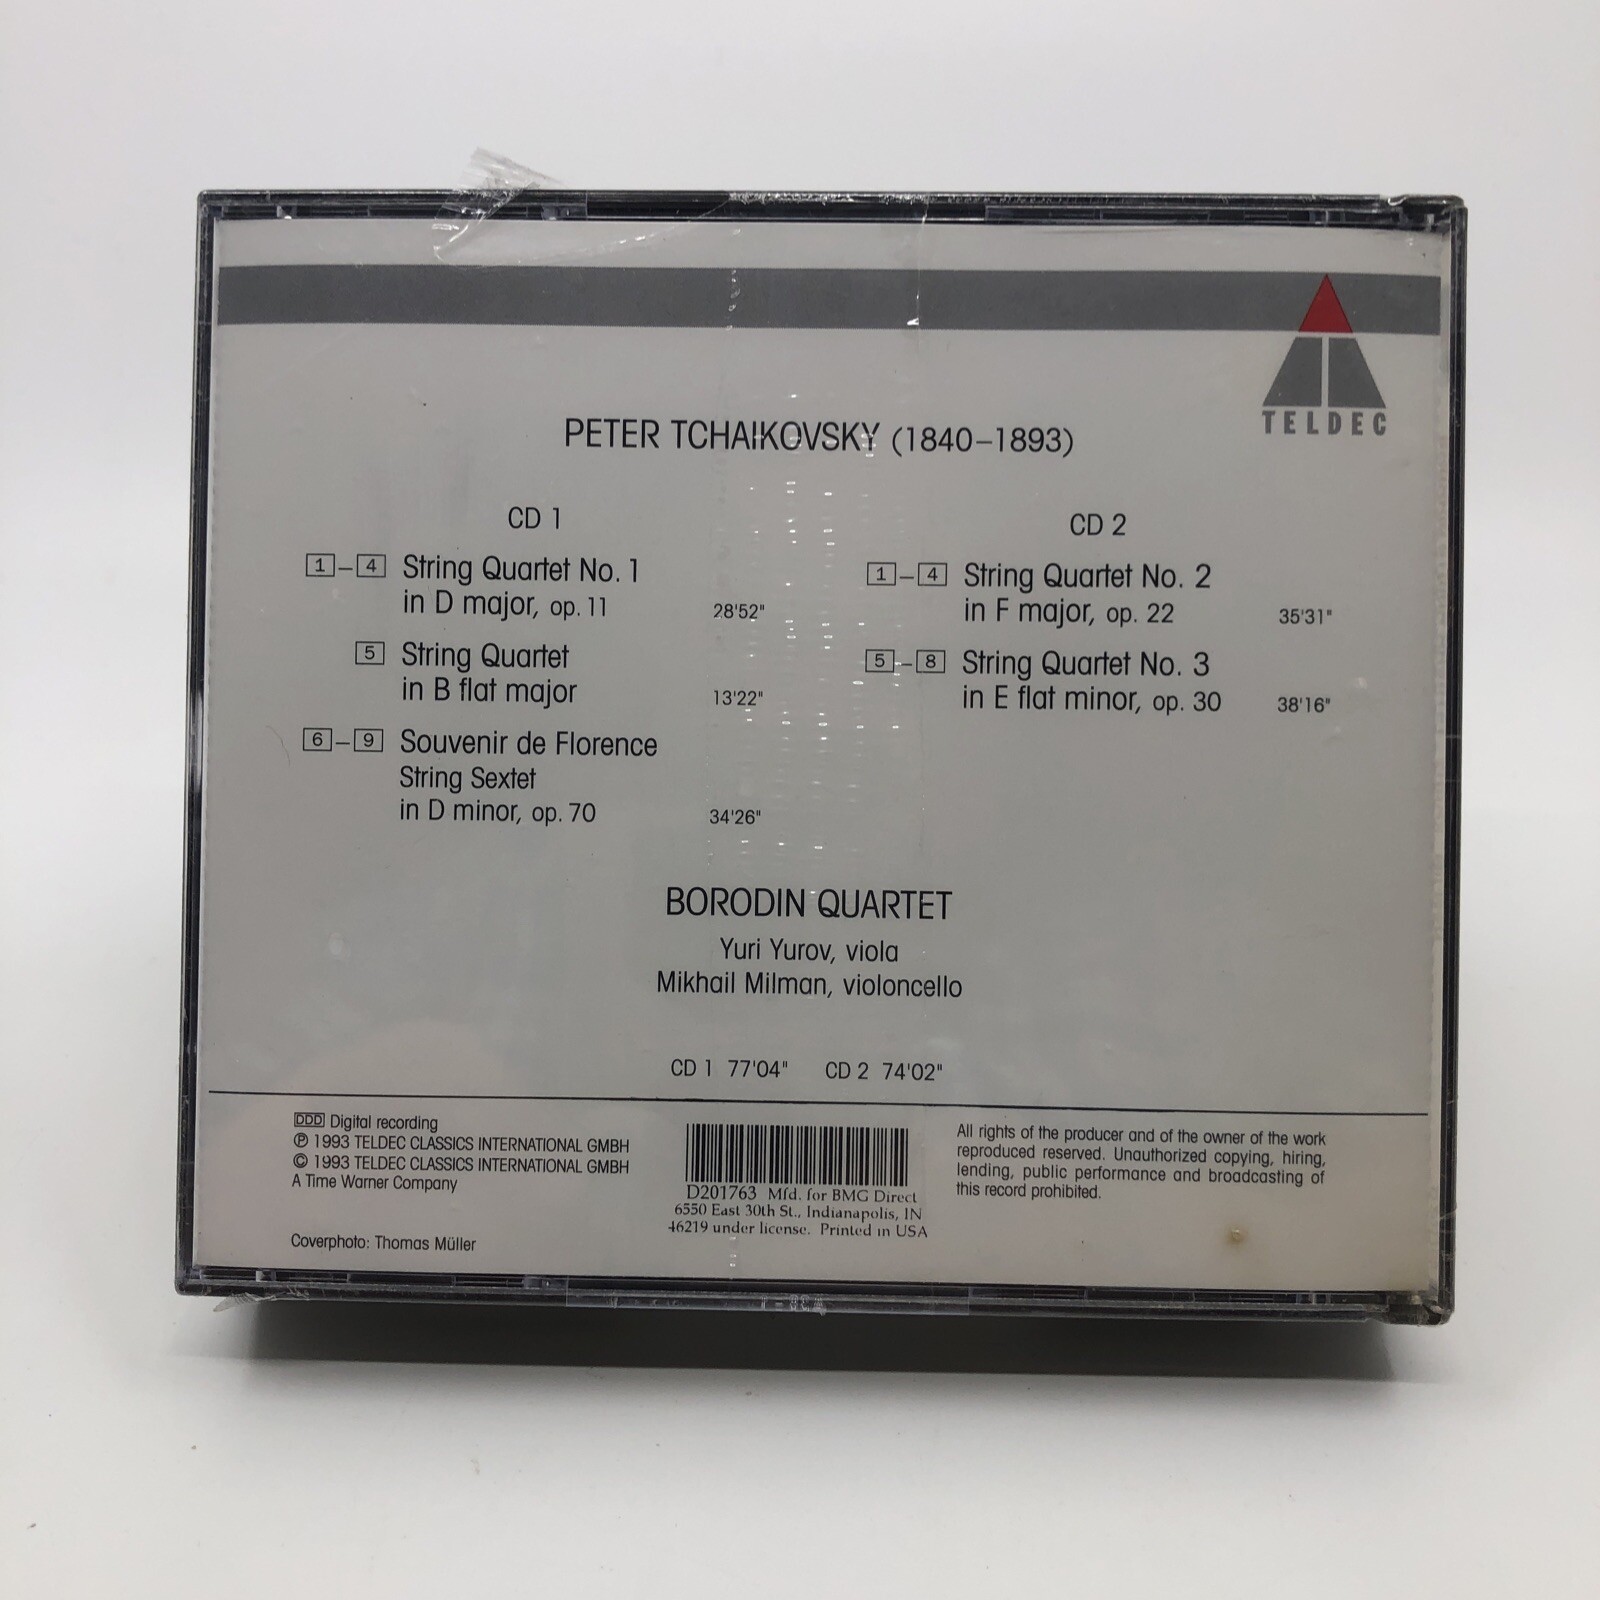 TELDEC
PETER TCHAIKOVSKY (1840–1893)
CD 1
1–4 String Quartet No. 1
in D major, op. 11 28'52"
5 String Quartet
in B flat major 13'22"
6–9 Souvenir de Florence
String Sextet
in D minor, op. 70 34'26"
CD 2
1–4 String Quartet No. 2
in F major, op. 22 35'31"
5–8 String Quartet No. 3
in E flat minor, op. 30 38'16"
BORODIN QUARTET
Yuri Yurov, viola
Mikhail Milman, violoncello
CD 1 77'04" CD 2 74'02"
DDD Digital recording
℗ 1993 TELDEC CLASSICS INTERNATIONAL GMBH
© 1993 TELDEC CLASSICS INTERNATIONAL GMBH
A Time Warner Company
Coverphoto: Thomas Müller
D201763 Mfd. for BMG Direct
6550 East 30th St., Indianapolis, IN
46219 under license. Printed in USA
All rights of the producer and of the owner of the work
reproduced reserved. Unauthorized copying, hiring,
lending, public performance and broadcasting of
this record prohibited.